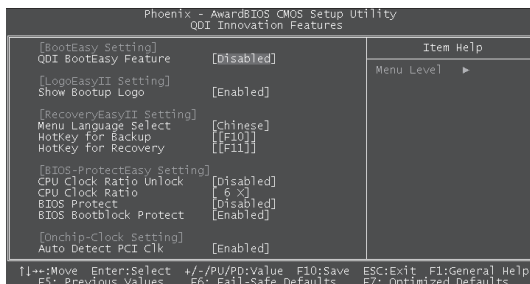 Phoenix - AwardBIOS CMOS Setup Utility
QDI Innovation Features
[BootEasy Setting]
QDI BootEasy Feature [Disabled]
[LogoEasyII Setting]
Show Bootup Logo [Enabled]
[RecoveryEasyII Setting]
Menu Language Select [Chinese]
HotKey for Backup [[F10]]
HotKey for Recovery [[F11]]
[BIOS-ProtectEasy Setting]
CPU Clock Ratio Unlock [Disabled]
CPU Clock Ratio [ 6 X]
BIOS Protect [Disabled]
BIOS Bootblock Protect [Enabled]
[Onchip-Clock Setting]
Auto Detect PCI Clk [Enabled]
Item Help
Menu Level ►
↑↓→←:Move Enter:Select +/-/PU/PD:Value F10:Save ESC:Exit F1:General Help
F5: Previous Values F6: Fail-Safe Defaults F7: Optimized Defaults